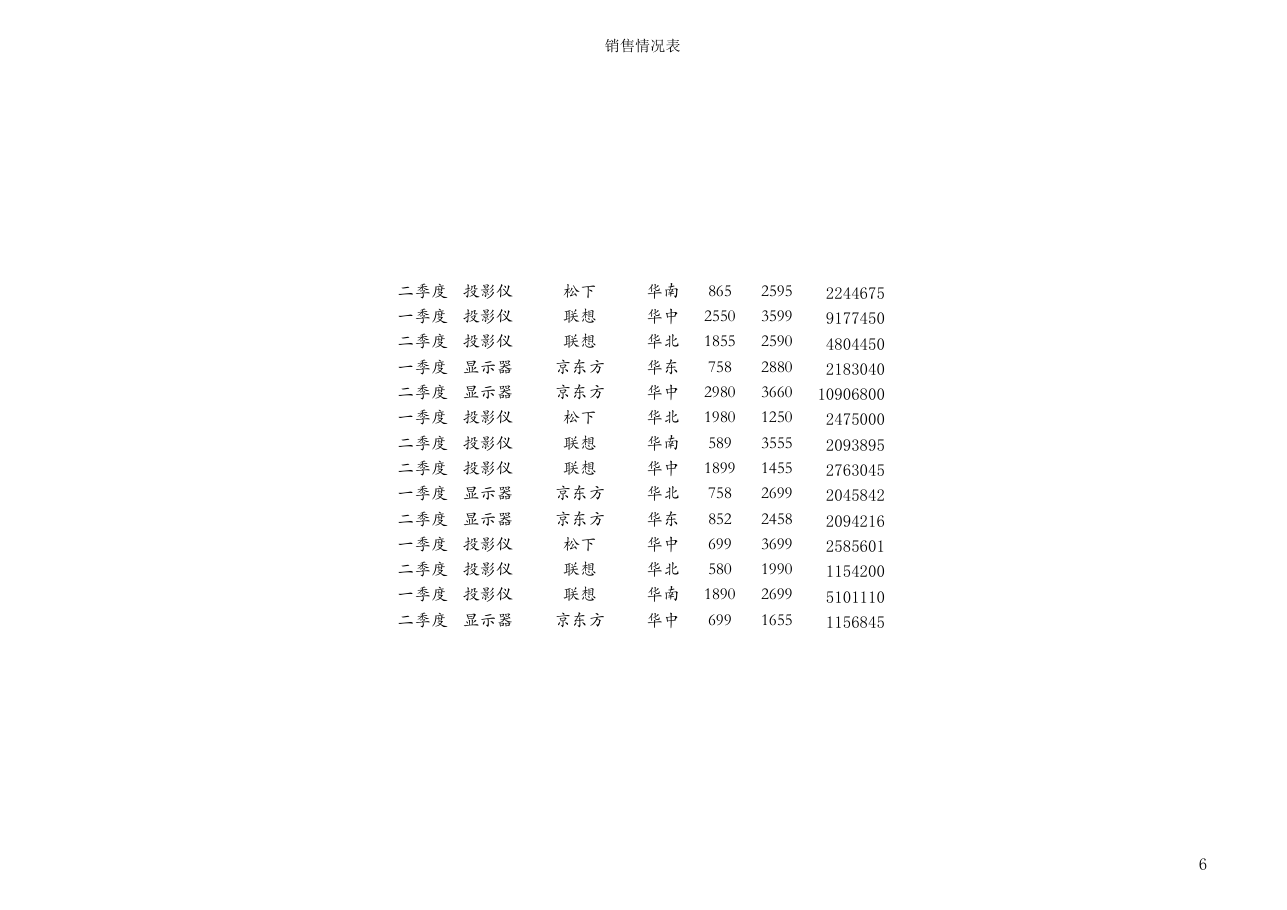 销售情况表
二季度 投影仪 松下 华南 865 2595 2244675
一季度 投影仪 联想 华中 2550 3599 9177450
二季度 投影仪 联想 华北 1855 2590 4804450
一季度 显示器 京东方 华东 758 2880 2183040
二季度 显示器 京东方 华中 2980 3660 10906800
一季度 投影仪 松下 华北 1980 1250 2475000
二季度 投影仪 联想 华南 589 3555 2093895
二季度 投影仪 联想 华中 1899 1455 2763045
一季度 显示器 京东方 华北 758 2699 2045842
二季度 显示器 京东方 华东 852 2458 2094216
一季度 投影仪 松下 华中 699 3699 2585601
二季度 投影仪 联想 华北 580 1990 1154200
一季度 投影仪 联想 华南 1890 2699 5101110
二季度 显示器 京东方 华中 699 1655 1156845
6